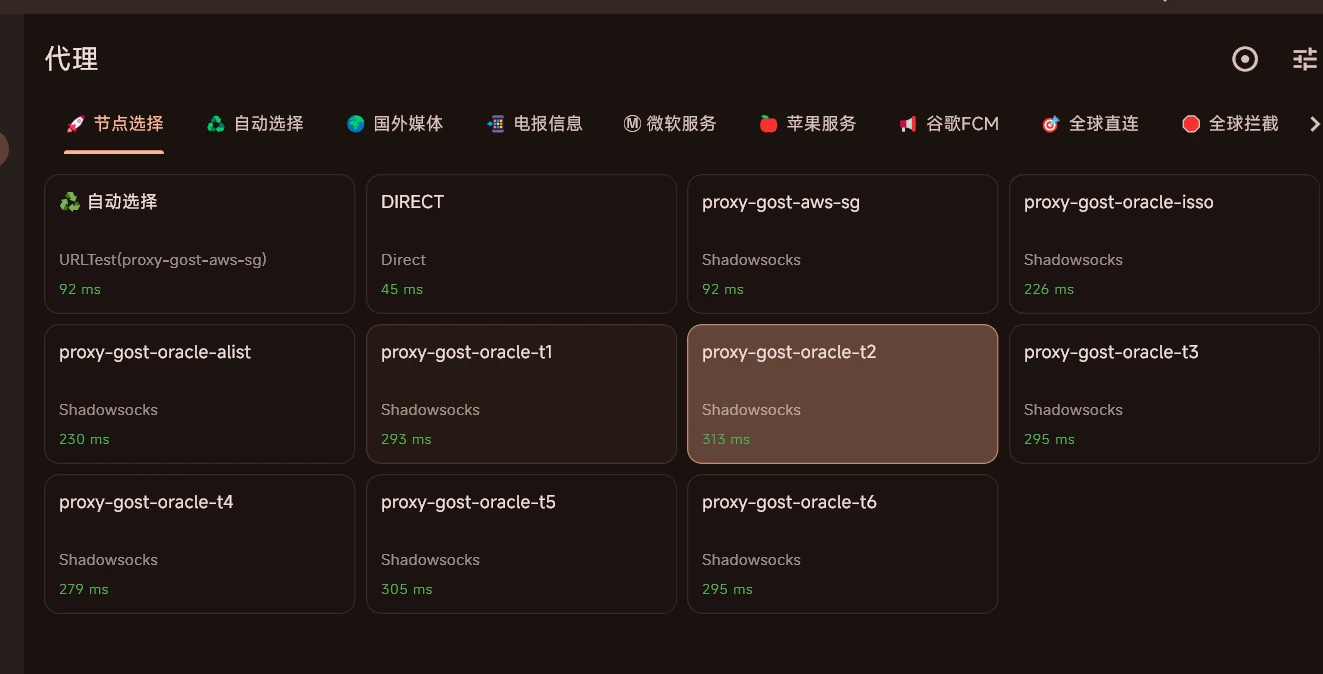 代理
节点选择 自动选择 国外媒体 电报信息 Ⓜ 微软服务 苹果服务 谷歌FCM 全球直连 全球拦截
自动选择 DIRECT proxy-gost-aws-sg proxy-gost-oracle-isso
URLTest(proxy-gost-aws-sg) Direct Shadowsocks Shadowsocks
92 ms 45 ms 92 ms 226 ms
proxy-gost-oracle-alist proxy-gost-oracle-t1 proxy-gost-oracle-t2 proxy-gost-oracle-t3
Shadowsocks Shadowsocks Shadowsocks Shadowsocks
230 ms 293 ms 313 ms 295 ms
proxy-gost-oracle-t4 proxy-gost-oracle-t5 proxy-gost-oracle-t6
Shadowsocks Shadowsocks Shadowsocks
279 ms 305 ms 295 ms